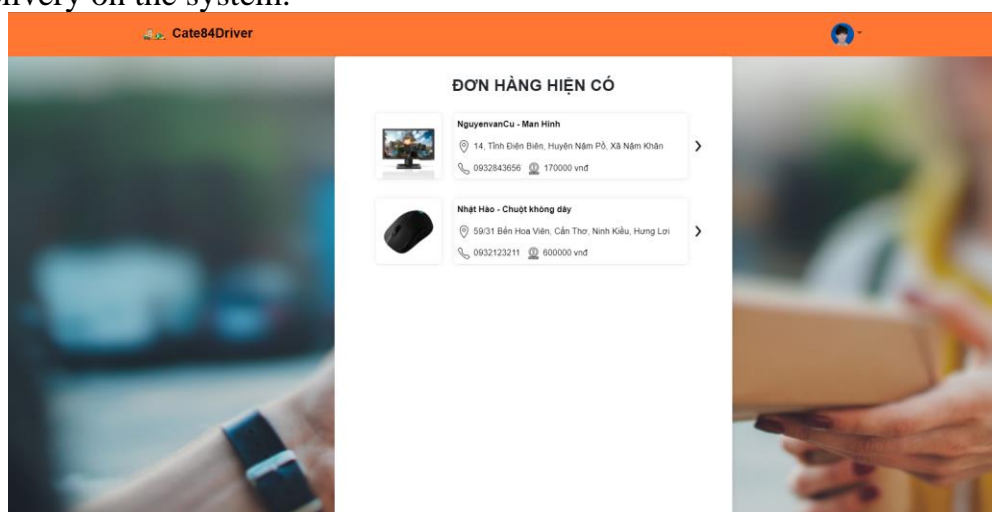 livery on the system.
Cate84Driver
ĐƠN HÀNG HIỆN CÓ
NguyenvanCu - Man Hinh
14, Tỉnh Điện Biên, Huyện Nậm Pồ, Xã Nậm Khăn
0932843656 170000 vnđ
Nhật Hào - Chuột không dây
59/31 Bến Hoa Viên, Cần Thơ, Ninh Kiều, Hưng Lợi
0932123211 600000 vnđ